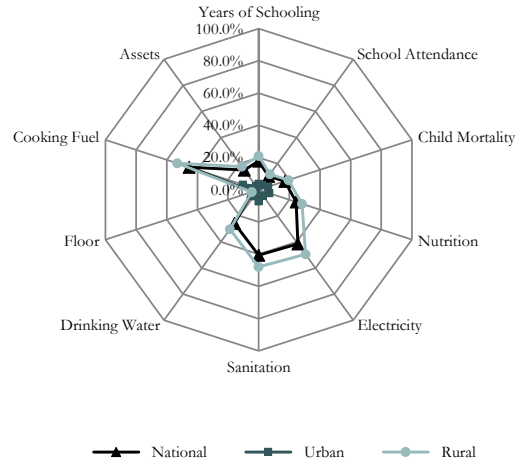 Years of Schooling
100.0%
Assets
School Attendance
80.0%
60.0%
40.0%
Cooking Fuel
Child Mortality
20.0%
0.0%
Floor
Nutrition
Drinking Water
Electricity
Sanitation
National Urban Rural